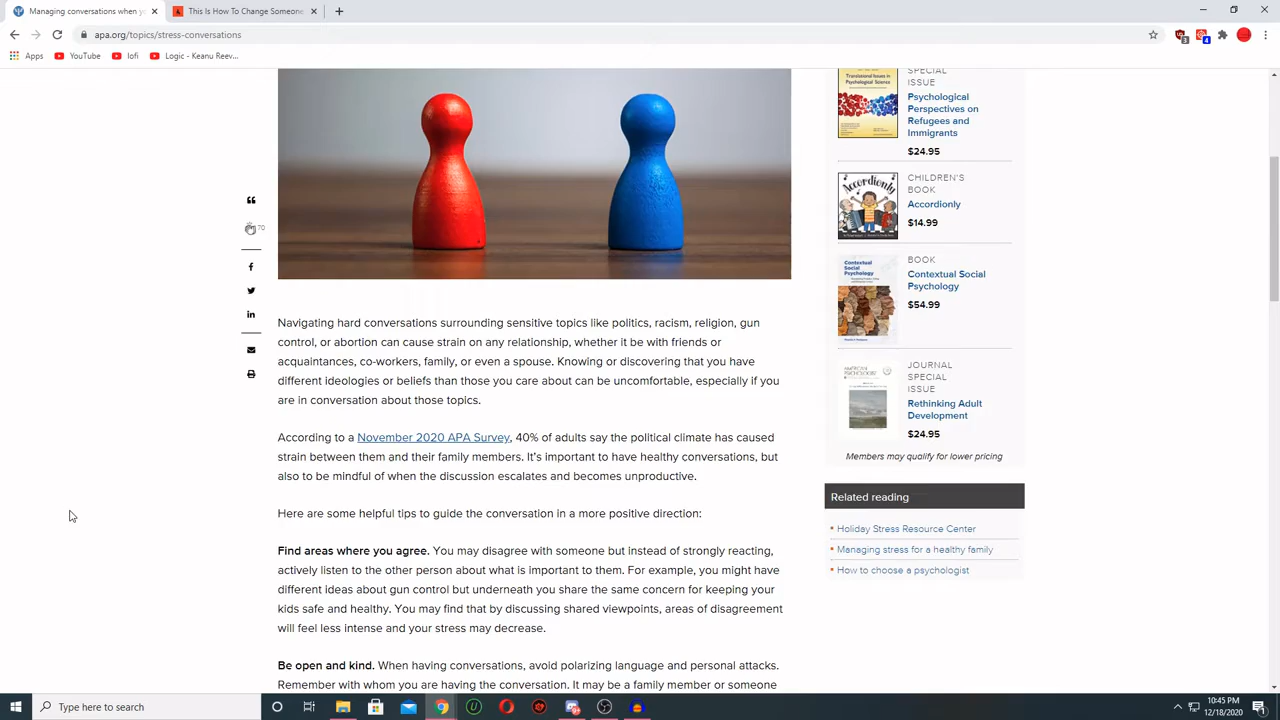 Managing conversations when y
This Is How To Change Someone
apa.org/topics/stress-conversations
Apps
YouTube
lofi
Logic - Keanu Reev...
SPECIAL
ISSUE
Psychological
Perspectives on
Refugees and
Immigrants
$24.95
Translational Issues in
Psychological Science
CHILDREN'S
BOOK
Accordionly
$14.99
Accordionly
BOOK
Contextual Social
Psychology
$54.99
Contextual
Social
Psychology
JOURNAL
SPECIAL
ISSUE
Rethinking Adult
Development
$24.95
Members may qualify for lower pricing
Related reading
Holiday Stress Resource Center
Managing stress for a healthy family
How to choose a psychologist
70
Navigating hard conversations surrounding sensitive topics like politics, racism, religion, gun
control, or abortion can cause strain on any relationship, whether it be with friends or
acquaintances, co-workers, family, or even a spouse. Knowing or discovering that you have
different ideologies or beliefs than those you care about can be uncomfortable, especially if you
are in conversation about those topics.
According to a November 2020 APA Survey, 40% of adults say the political climate has caused
strain between them and their family members. It's important to have healthy conversations, but
also to be mindful of when the discussion escalates and becomes unproductive.
Here are some helpful tips to guide the conversation in a more positive direction:
Find areas where you agree. You may disagree with someone but instead of strongly reacting,
actively listen to the other person about what is important to them. For example, you might have
different ideas about gun control but underneath you share the same concern for keeping your
kids safe and healthy. You may find that by discussing shared viewpoints, areas of disagreement
will feel less intense and your stress may decrease.
Be open and kind. When having conversations, avoid polarizing language and personal attacks.
Remember with whom you are having the conversation. It may be a family member or someone
Type here to search
10:45 PM
12/18/2020